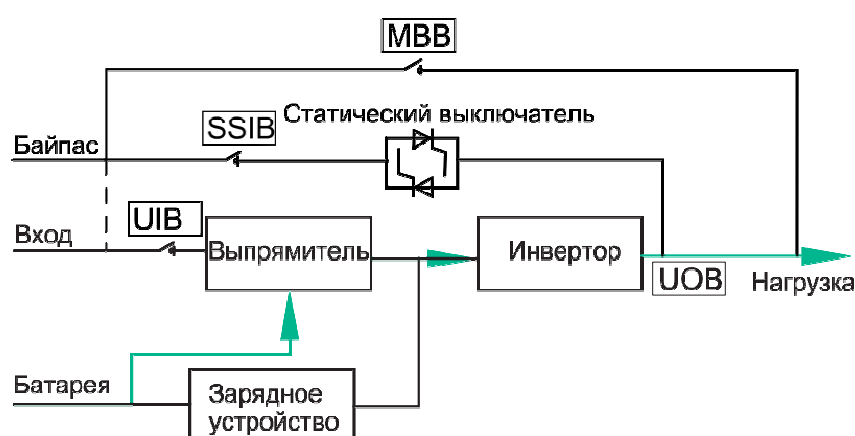 MBB
Статический выключатель
SSIB
Байпас
UIB
Вход
Выпрямитель
Инвертор
UOB
Нагрузка
Батарея
Зарядное
устройство